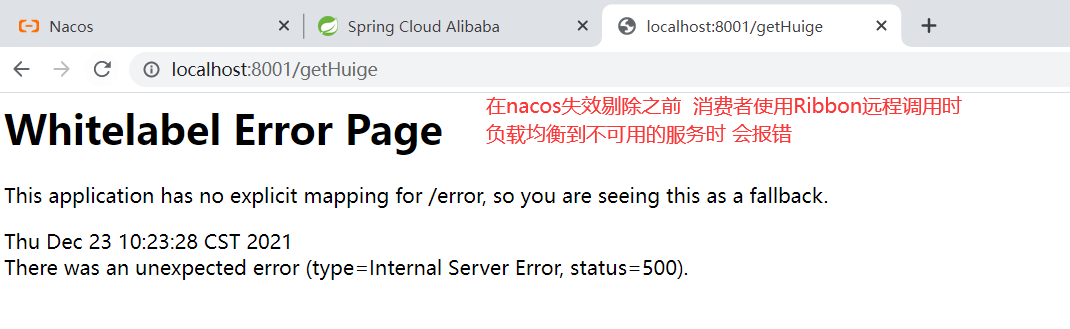 Nacos
Spring Cloud Alibaba
localhost:8001/getHuige
localhost:8001/getHuige
在nacos失效剔除之前 消费者使用Ribbon远程调用时
负载均衡到不可用的服务时 会报错
Whitelabel Error Page
This application has no explicit mapping for /error, so you are seeing this as a fallback.
Thu Dec 23 10:23:28 CST 2021
There was an unexpected error (type=Internal Server Error, status=500).